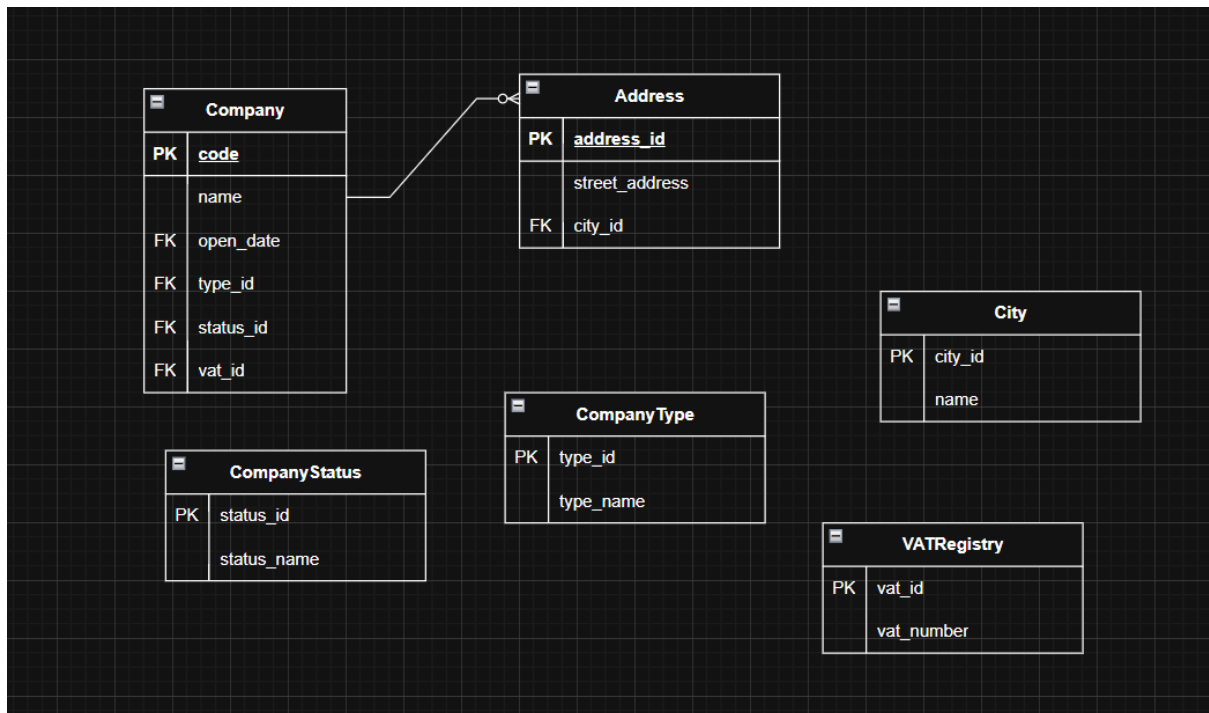 Company
PK code
name
FK open_date
FK type_id
FK status_id
FK vat_id
Address
PK address_id
street_address
FK city_id
City
PK city_id
name
CompanyType
PK type_id
type_name
CompanyStatus
PK status_id
status_name
VATRegistry
PK vat_id
vat_number